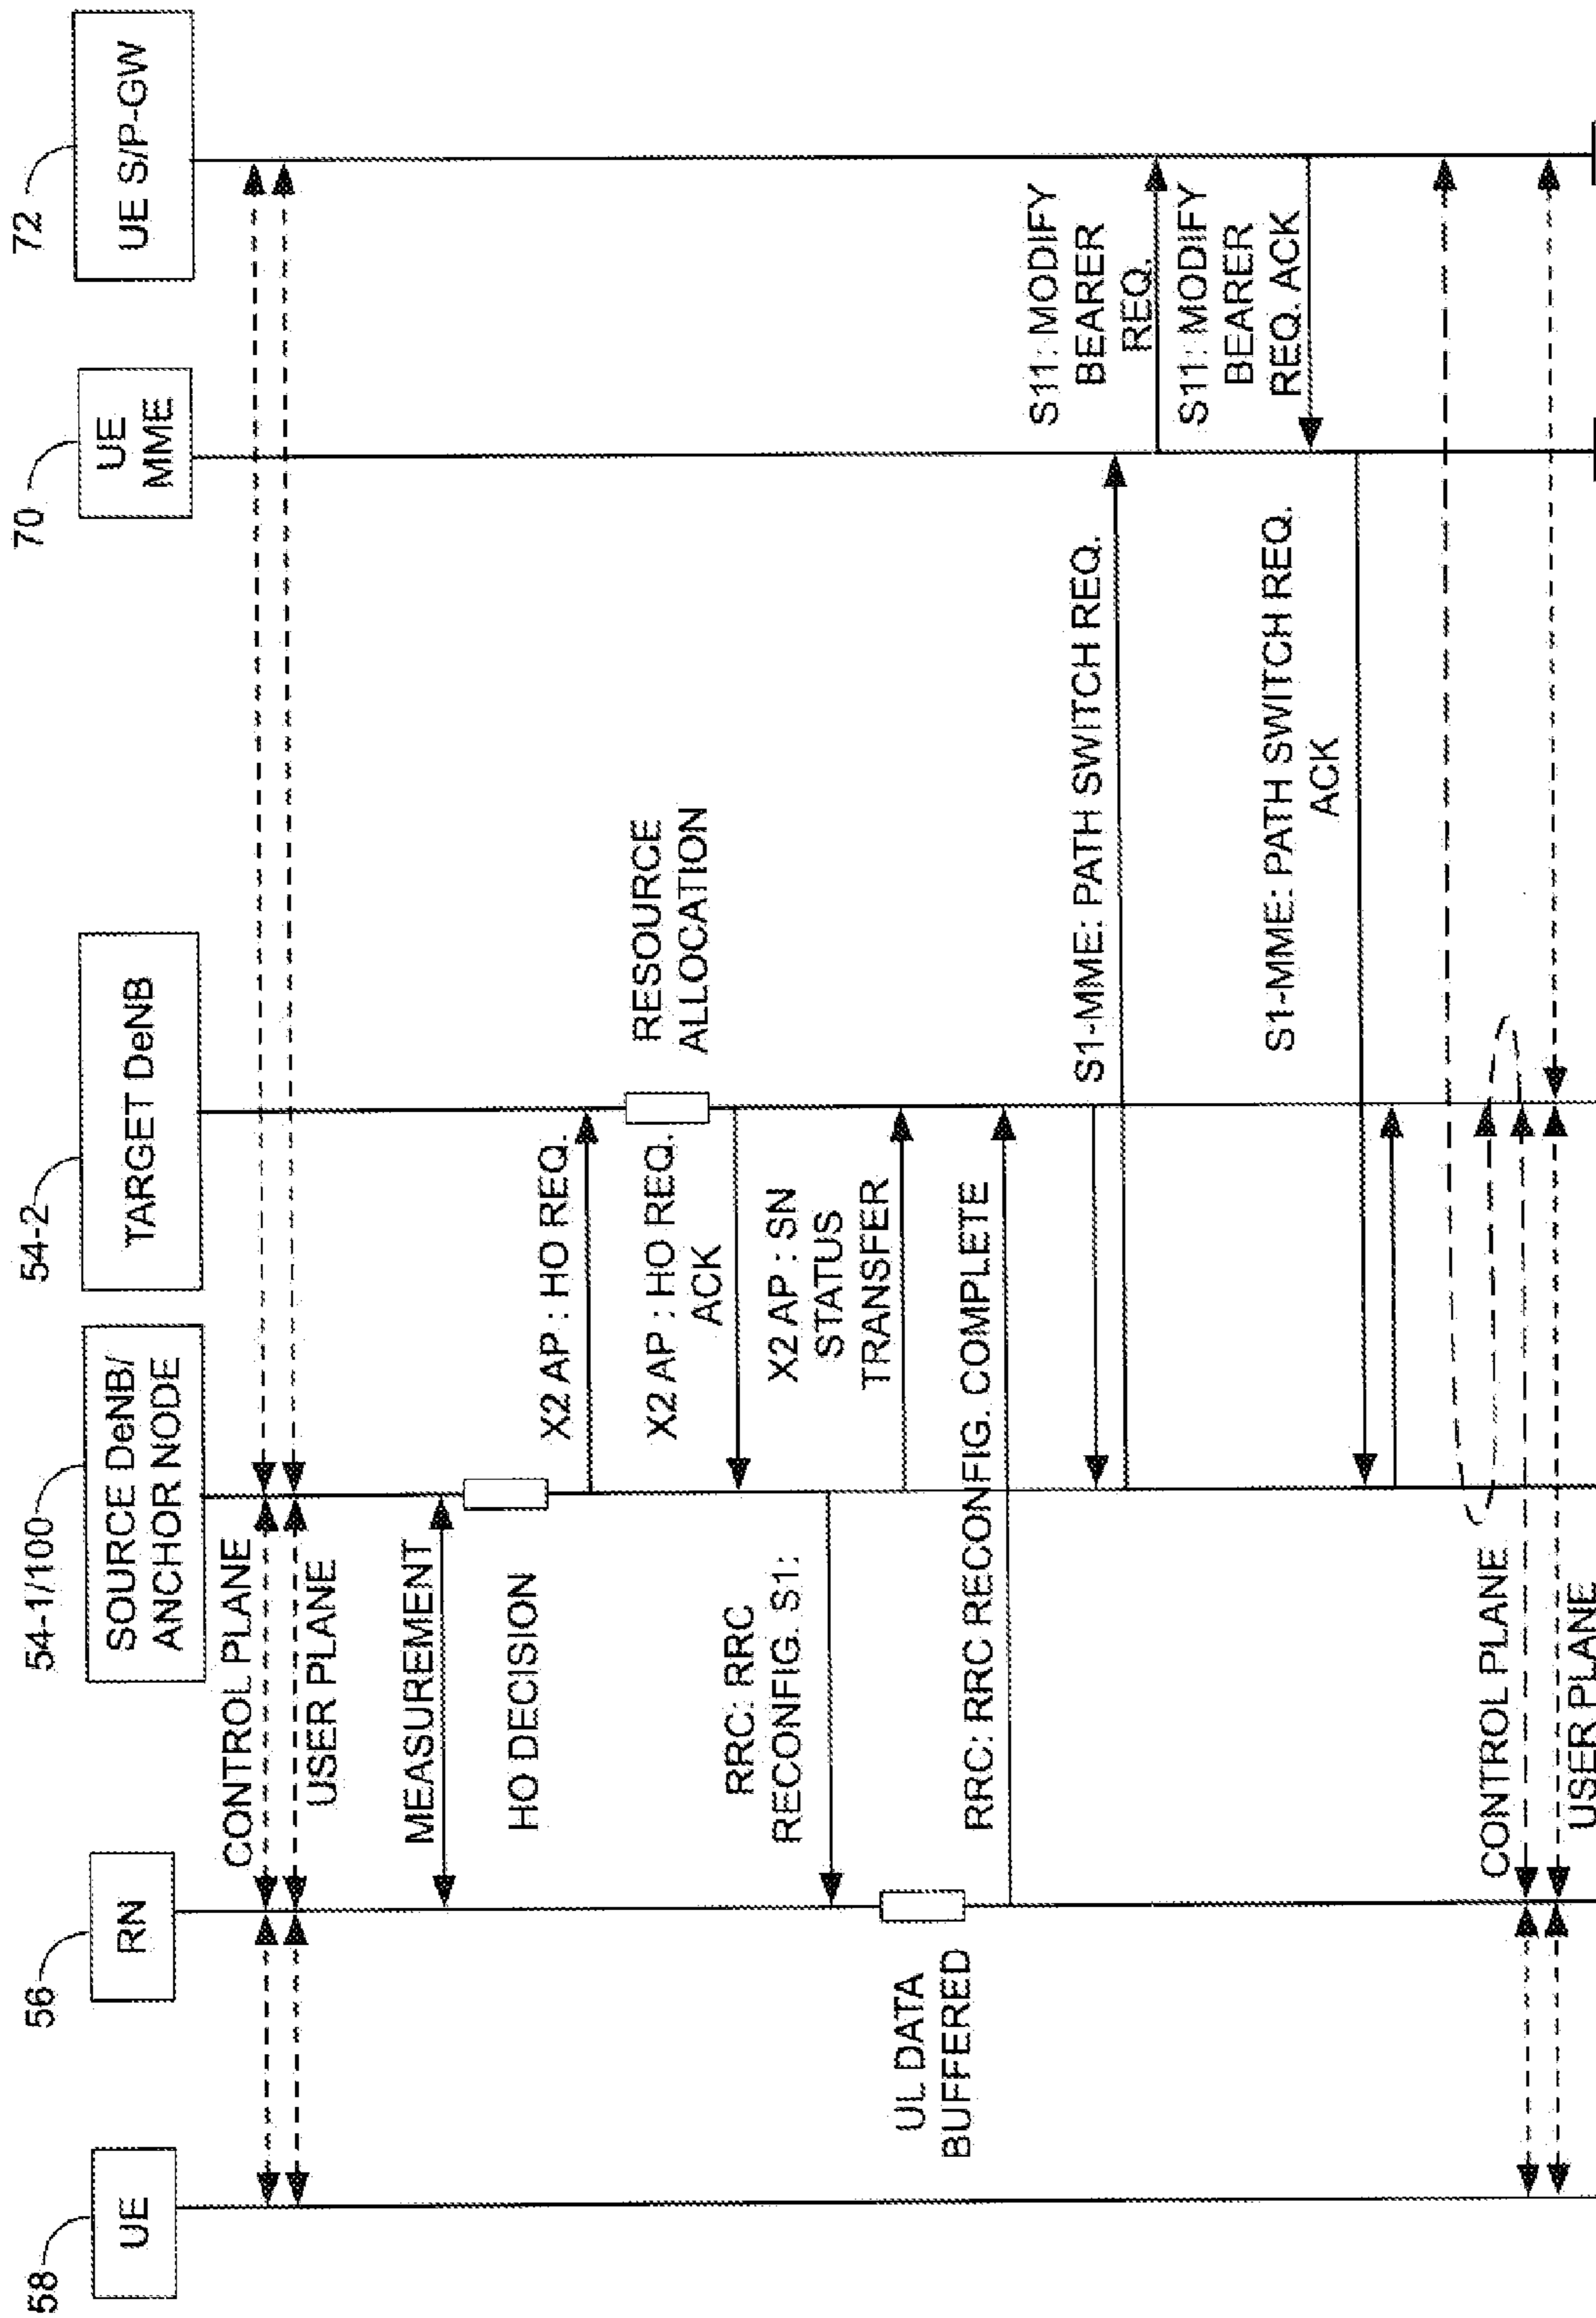 58
UE
56
RN
54-1/100
SOURCE DeNB/
ANCHOR NODE
54-2
TARGET DeNB
70
UE
MME
72
UE S/P-GW
CONTROL PLANE
USER PLANE
MEASUREMENT
HO DECISION
X2 AP : HO REQ.
RESOURCE
ALLOCATION
X2 AP : HO REQ.
ACK
RRC: RRC
RECONFIG. S1:
X2 AP : SN
STATUS
TRANSFER
UL DATA
BUFFERED
RRC: RRC RECONFIG. COMPLETE
S1-MME: PATH SWITCH REQ.
S11: MODIFY
BEARER
REQ.
S11: MODIFY
BEARER
REQ. ACK
S1-MME: PATH SWITCH REQ.
ACK
CONTROL PLANE
USER PLANE